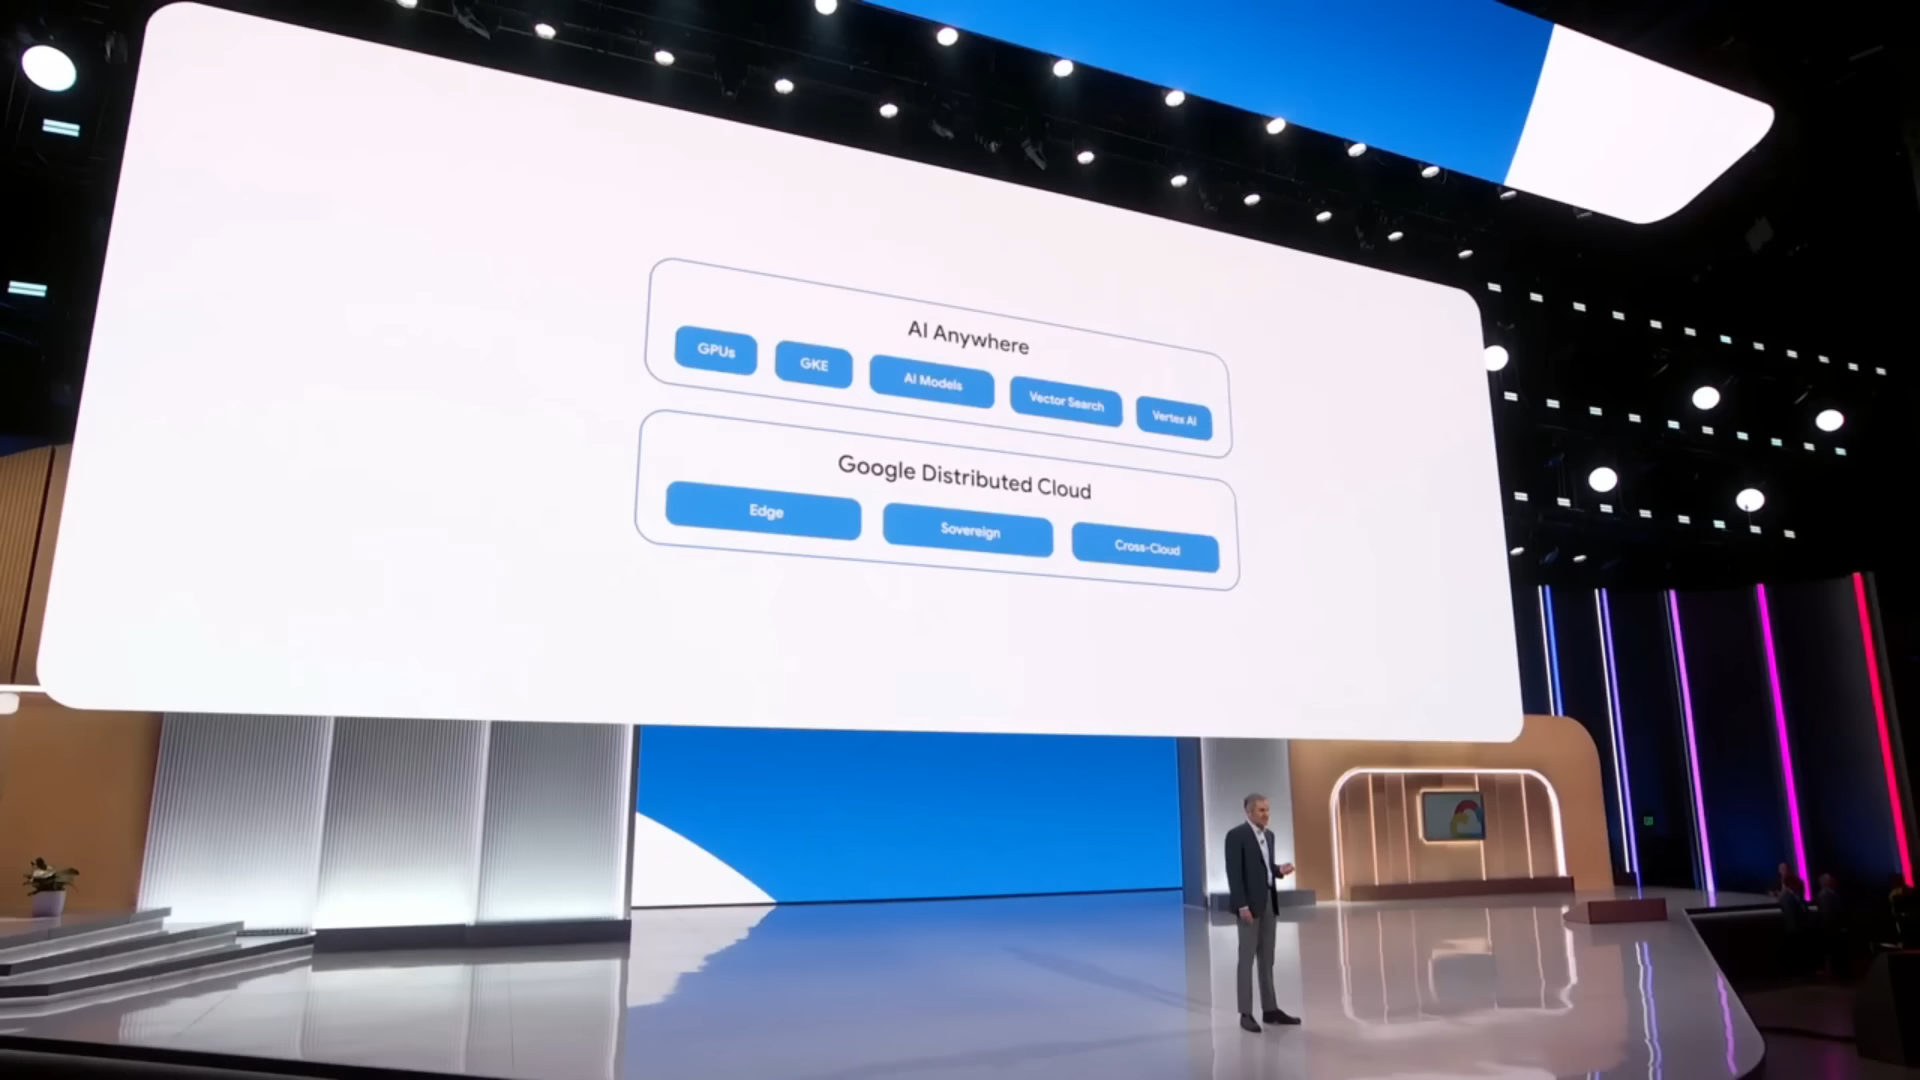 AI Anywhere
GPUs
GKE
AI Models
Vector Search
Vertex AI
Google Distributed Cloud
Edge
Sovereign
Cross-Cloud